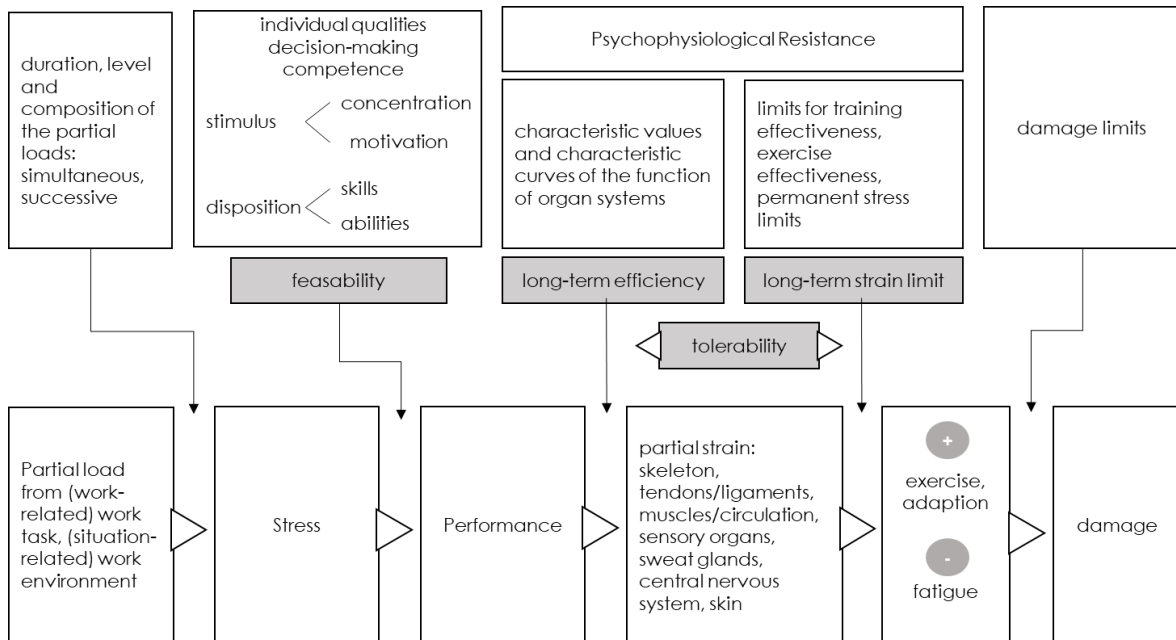 duration, level
and
composition of
the partial
loads:
simultaneous,
successive
individual qualities
decision-making
competence
stimulus
concentration
motivation
disposition
skills
abilities
Psychophysiological Resistance
characteristic values
and characteristic
curves of the function
of organ systems
limits for training
effectiveness,
exercise
effectiveness,
permanent stress
limits
damage limits
feasability
long-term efficiency
long-term strain limit
tolerability
Partial load
from (work-
related) work
task, (situation-
related) work
environment
Stress
Performance
partial strain:
skeleton,
tendons/ligaments,
muscles/circulation,
sensory organs,
sweat glands,
central nervous
system, skin
+
exercise,
adaption
-
fatigue
damage